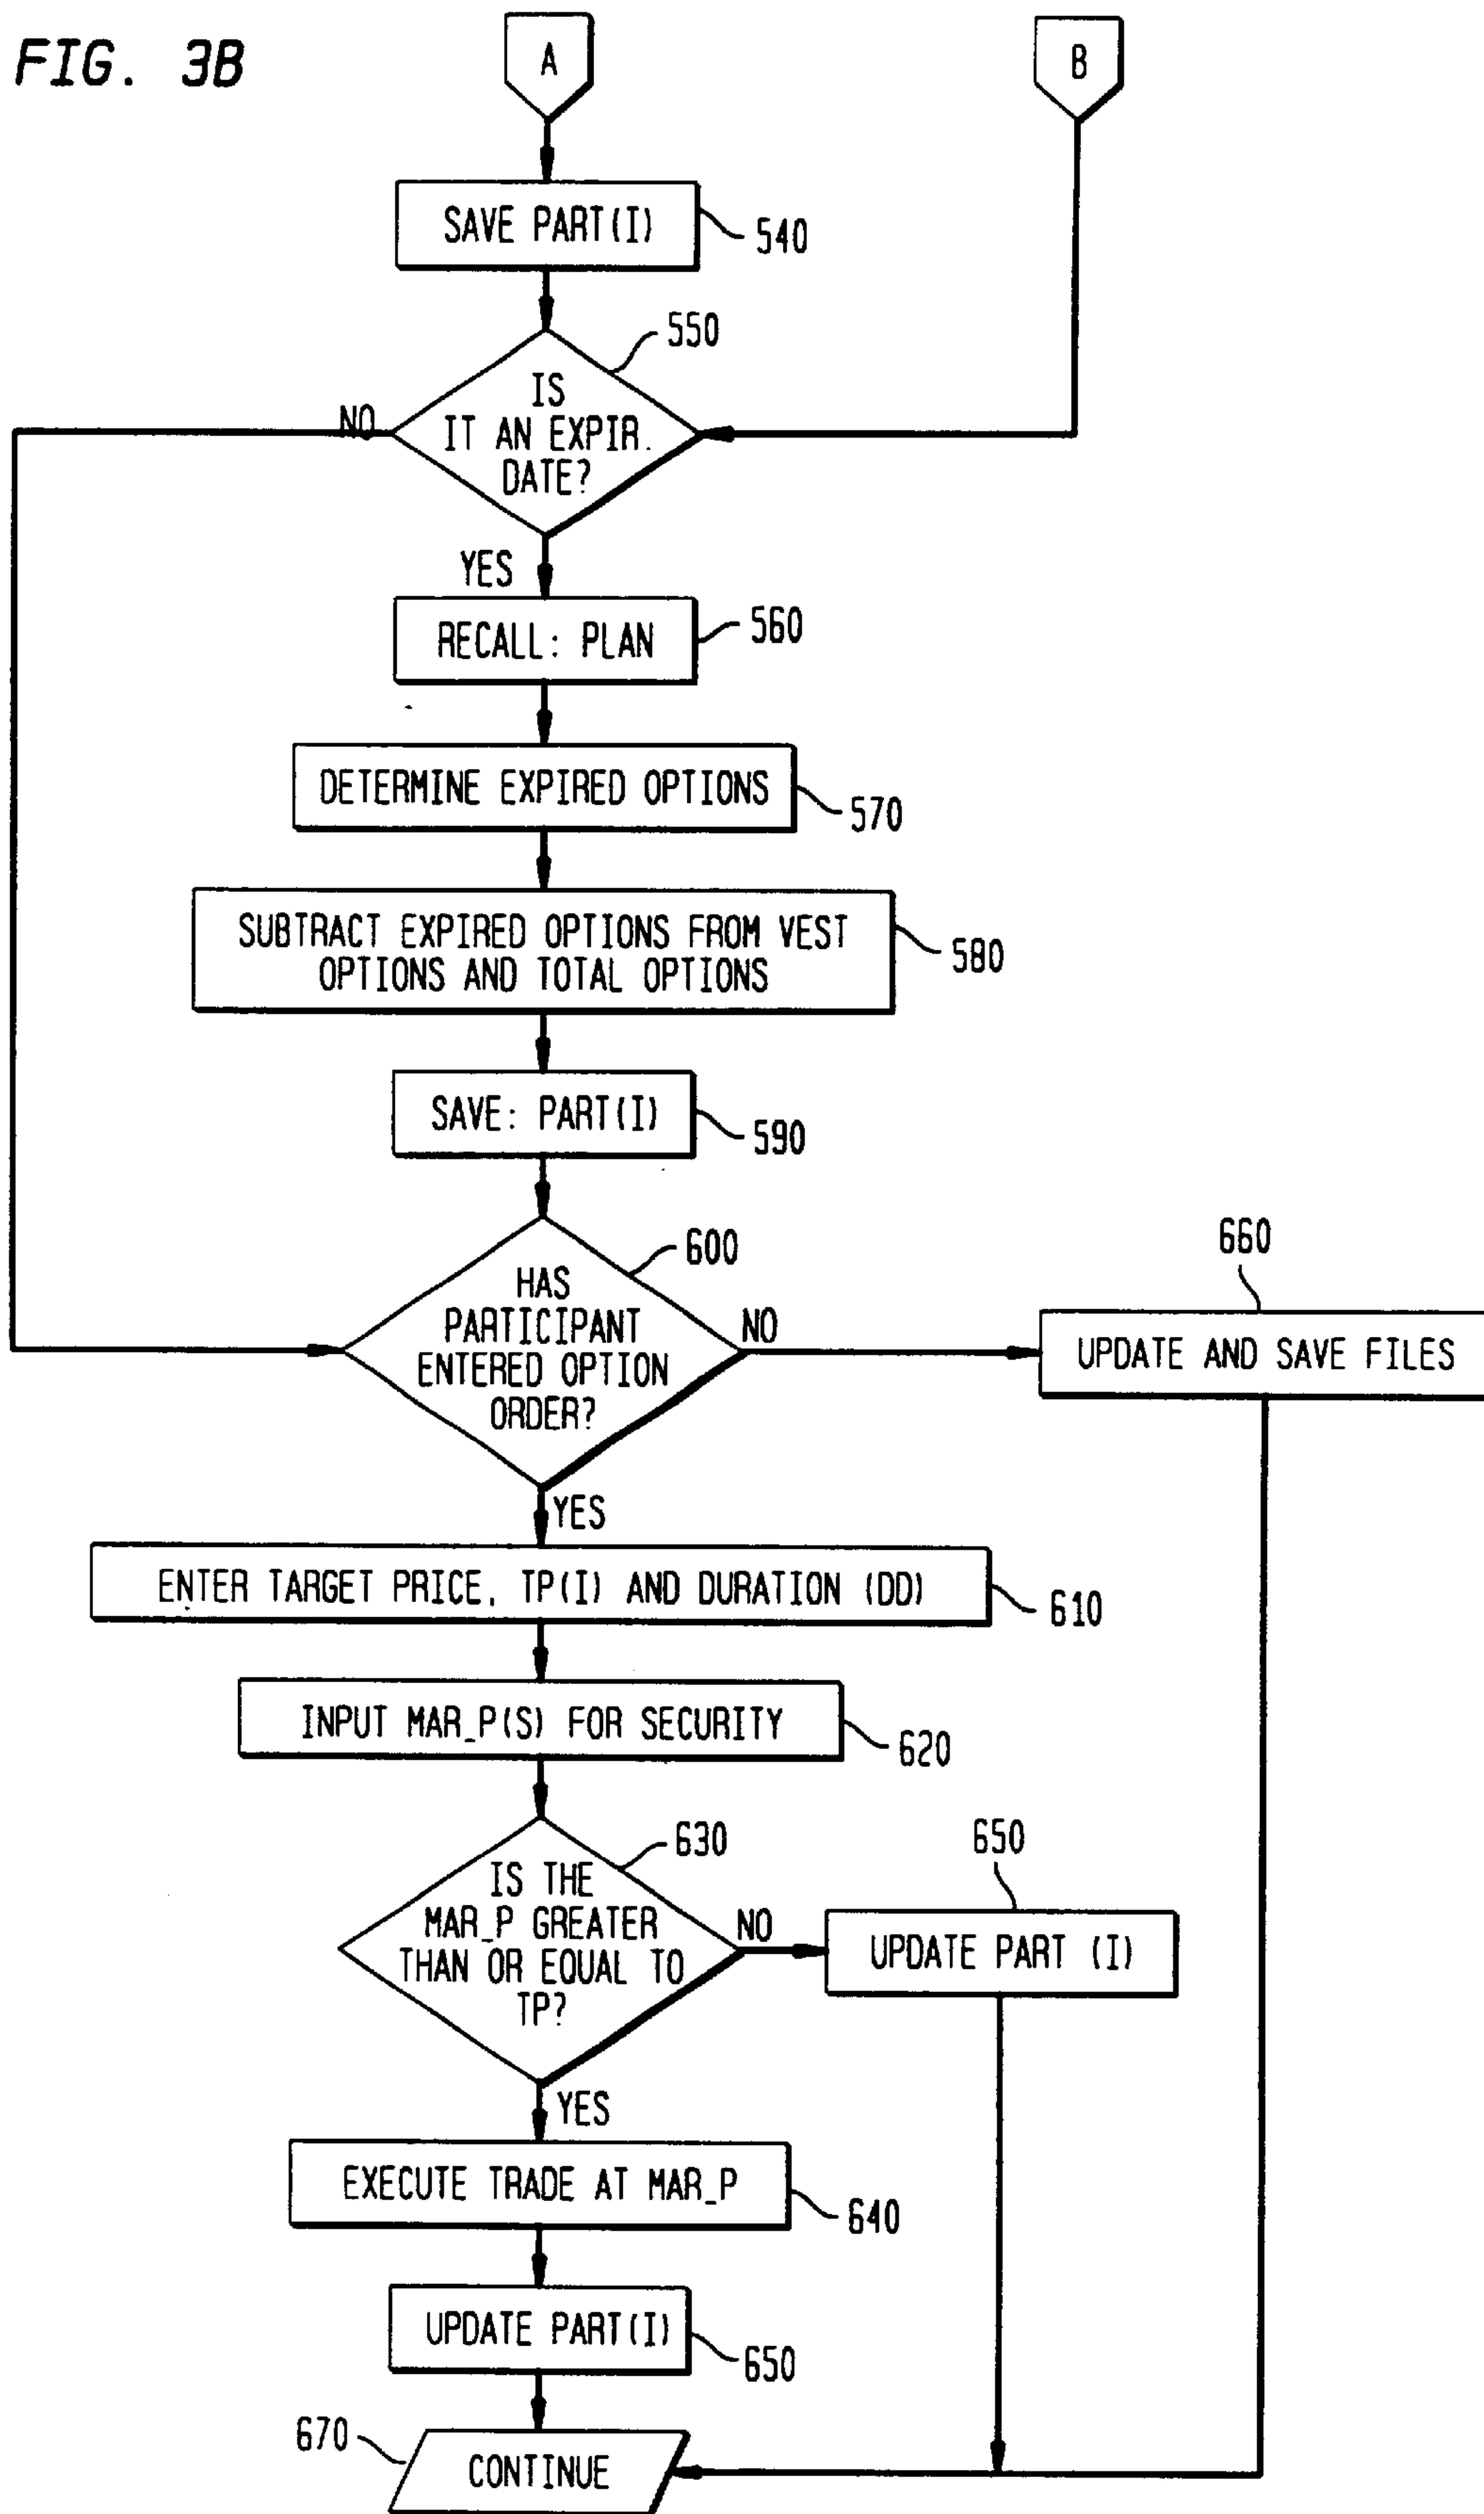 FIG. 3B
A
B
SAVE PART(I)
540
550
IS
IT AN EXPIR.
DATE?
NO
YES
RECALL: PLAN
560
DETERMINE EXPIRED OPTIONS
570
SUBTRACT EXPIRED OPTIONS FROM VEST
OPTIONS AND TOTAL OPTIONS
580
SAVE: PART(I)
590
600
HAS
PARTICIPANT
ENTERED OPTION
ORDER?
NO
660
UPDATE AND SAVE FILES
YES
ENTER TARGET PRICE, TP(I) AND DURATION (DD)
610
INPUT MAR_P(S) FOR SECURITY
620
630
IS THE
MAR_P GREATER
THAN OR EQUAL TO
TP?
NO
650
UPDATE PART (I)
YES
EXECUTE TRADE AT MAR_P
640
UPDATE PART(I)
650
670
CONTINUE